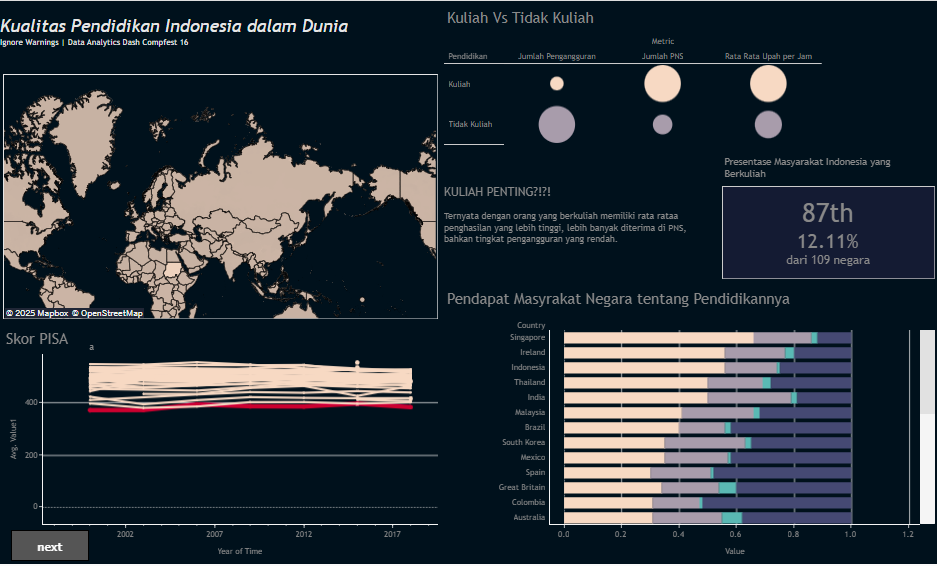 Kualitas Pendidikan Indonesia dalam Dunia
Ignore Warnings | Data Analytics Dash Compfest 16
© 2025 Mapbox © OpenStreetMap
Kuliah Vs Tidak Kuliah
Metric
Pendidikan Jumlah Pengangguran Jumlah PNS Rata Rata Upah per Jam
Kuliah
Tidak Kuliah
KULIAH PENTING?!?!
Ternyata dengan orang yang berkuliah memiliki rata rataa
penghasilan yang lebih tinggi, lebih banyak diterima di PNS,
bahkan tingkat pengangguran yang rendah.
Presentase Masyarakat Indonesia yang
Berkuliah
87th
12.11%
dari 109 negara
Skor PISA
a
Avg. Value1
400
200
0
2002 2007 2012 2017
Year of Time
next
Pendapat Masyrakat Negara tentang Pendidikannya
Country
Singapore
Ireland
Indonesia
Thailand
India
Malaysia
Brazil
South Korea
Mexico
Spain
Great Britain
Colombia
Australia
0.0 0.2 0.4 0.6 0.8 1.0 1.2
Value